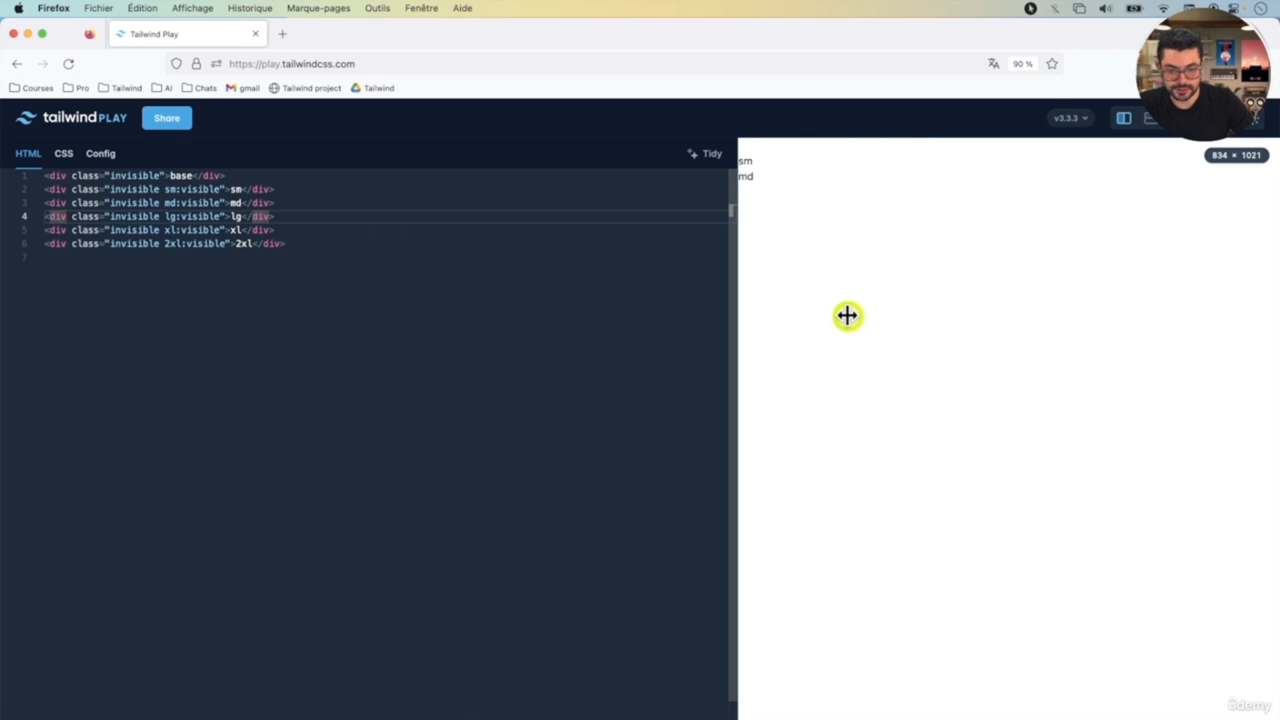 Firefox Fichier Édition Affichage Historique Marque-pages Outils Fenêtre Aide
Tailwind Play
https://play.tailwindcss.com
90 %
Courses Pro Tailwind AI Chats gmail Tailwind project Tailwind
tailwind PLAY Share v3.3.3
HTML CSS Config Tidy
834 × 1021
1 <div class="invisible">base</div>
2 <div class="invisible sm:visible">sm</div>
3 <div class="invisible md:visible">md</div>
4 <div class="invisible lg:visible">lg</div>
5 <div class="invisible xl:visible">xl</div>
6 <div class="invisible 2xl:visible">2xl</div>
7
sm
md
ûdemy